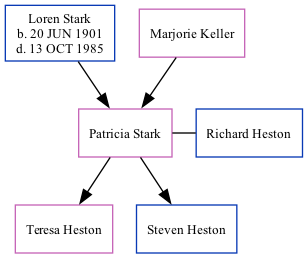 Loren Stark
b. 20 JUN 1901
d. 13 OCT 1985
Marjorie Keller
Patricia Stark
Richard Heston
Teresa Heston
Steven Heston